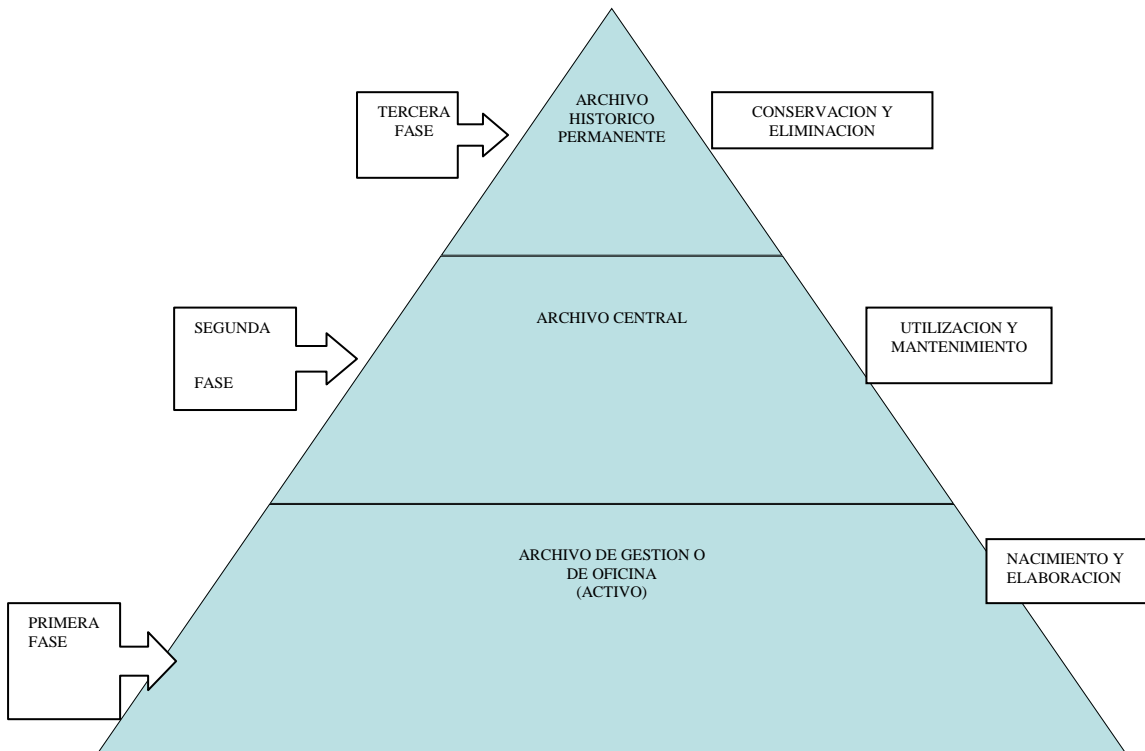 TERCERA
FASE
ARCHIVO
HISTORICO
PERMANENTE
CONSERVACION Y
ELIMINACION
SEGUNDA
FASE
ARCHIVO CENTRAL
UTILIZACION Y
MANTENIMIENTO
PRIMERA
FASE
ARCHIVO DE GESTION O
DE OFICINA
(ACTIVO)
NACIMIENTO Y
ELABORACION